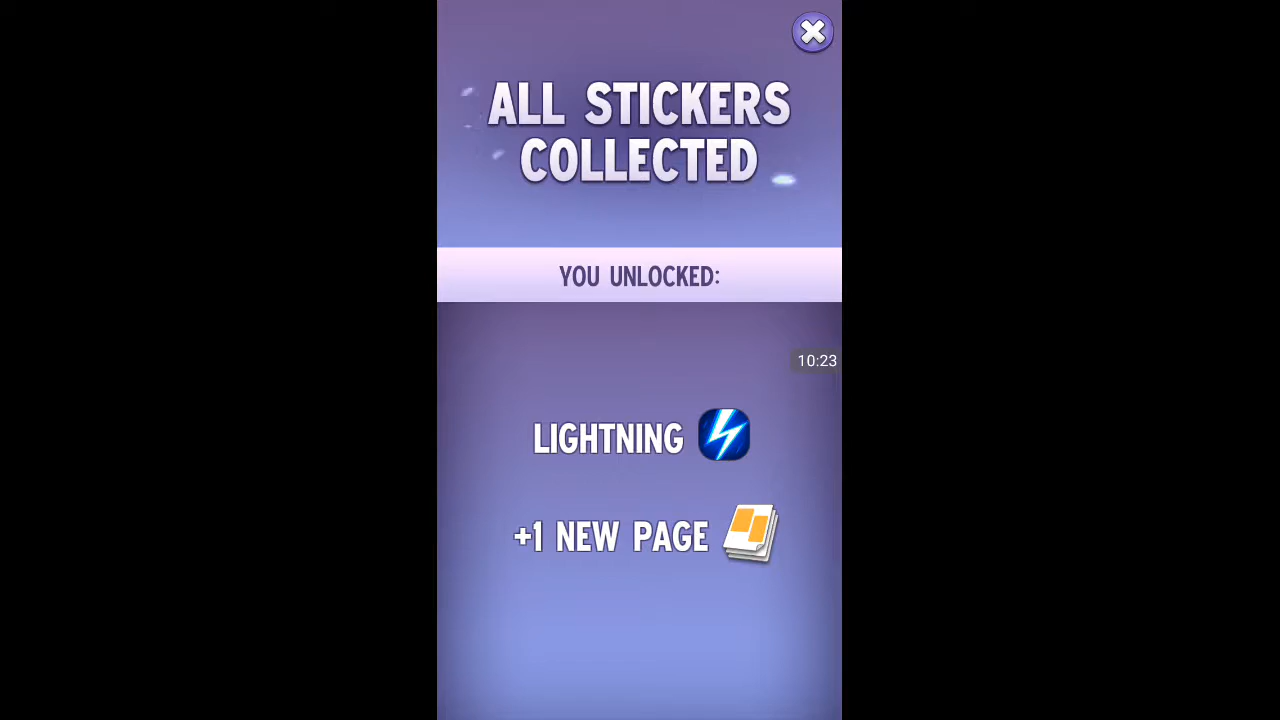 ALL STICKERS
COLLECTED
YOU UNLOCKED:
10:23
LIGHTNING
+1 NEW PAGE